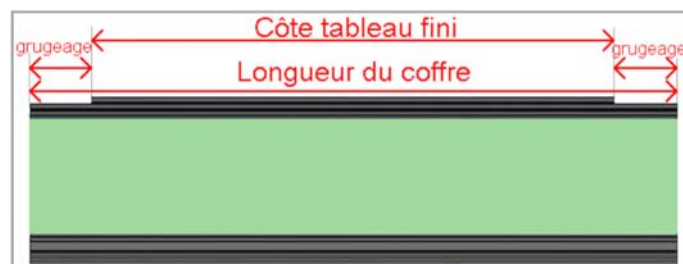 Côte tableau fini
grugeage grugeage
Longueur du coffre